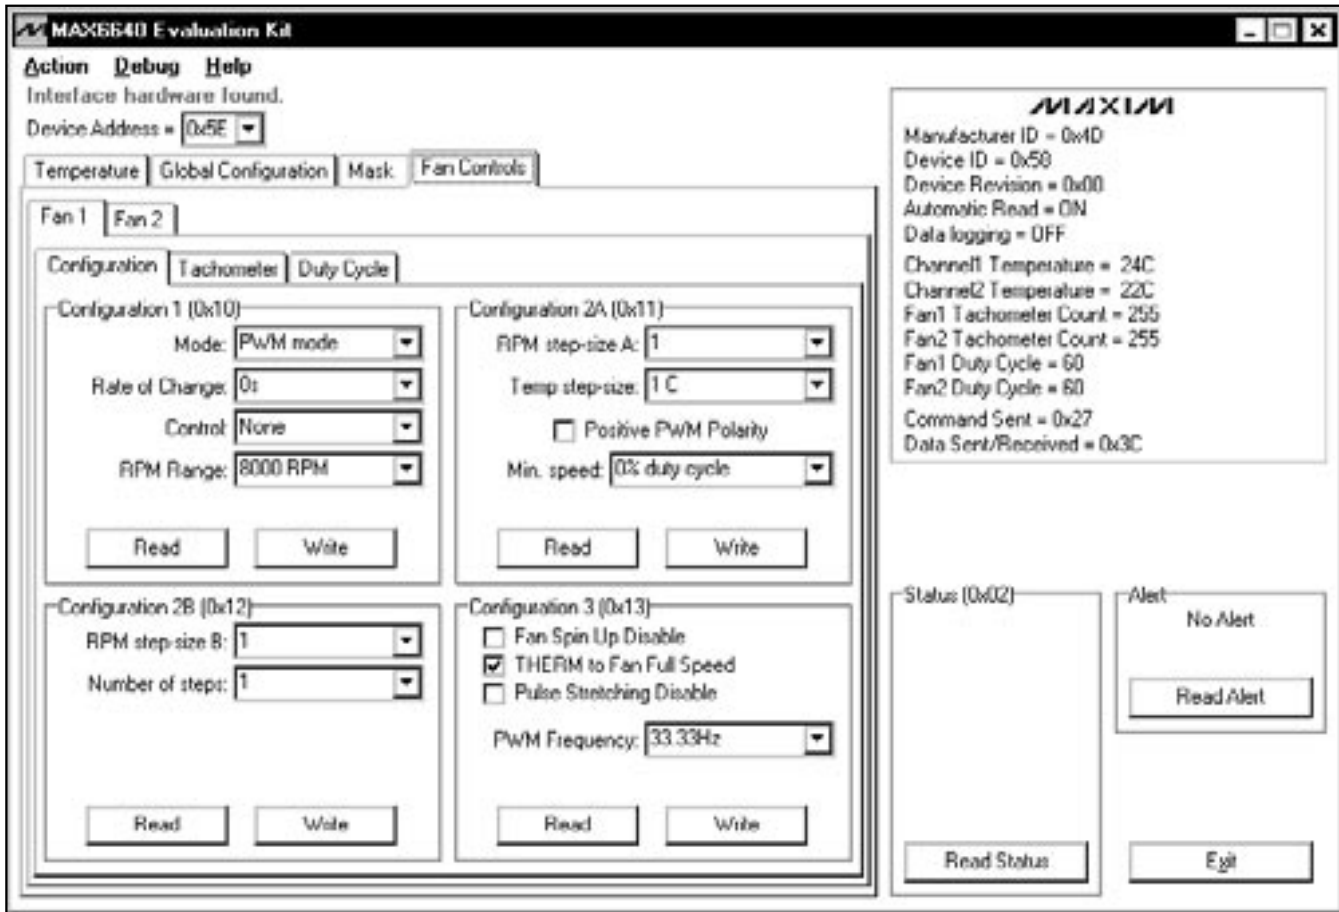 MAX6640 Evaluation Kit
Action Debug Help
Interface hardware found.
Device Address = 0x5E
Temperature Global Configuration Mask Fan Controls
Fan 1 Fan 2
Configuration Tachometer Duty Cycle
Configuration 1 (0x10)
Mode: PWM mode
Rate of Change: 0s
Control: None
RPM Range: 8000 RPM
Read Write
Configuration 2A (0x11)
RPM step-size A: 1
Temp step-size: 1 C
Positive PWM Polarity
Min. speed: 0% duty cycle
Read Write
Configuration 2B (0x12)
RPM step-size B: 1
Number of steps: 1
Read Write
Configuration 3 (0x13)
Fan Spin Up Disable
THERM to Fan Full Speed
Pulse Stretching Disable
PWM Frequency: 33.33Hz
Read Write
MAXIM
Manufacturer ID = 0x4D
Device ID = 0x58
Device Revision = 0x00
Automatic Read = ON
Data logging = OFF
Channel1 Temperature = 24C
Channel2 Temperature = 22C
Fan1 Tachometer Count = 255
Fan2 Tachometer Count = 255
Fan1 Duty Cycle = 60
Fan2 Duty Cycle = 60
Command Sent = 0x27
Data Sent/Received = 0x3C
Status (0x02)
Read Status
Alert
No Alert
Read Alert
Exit